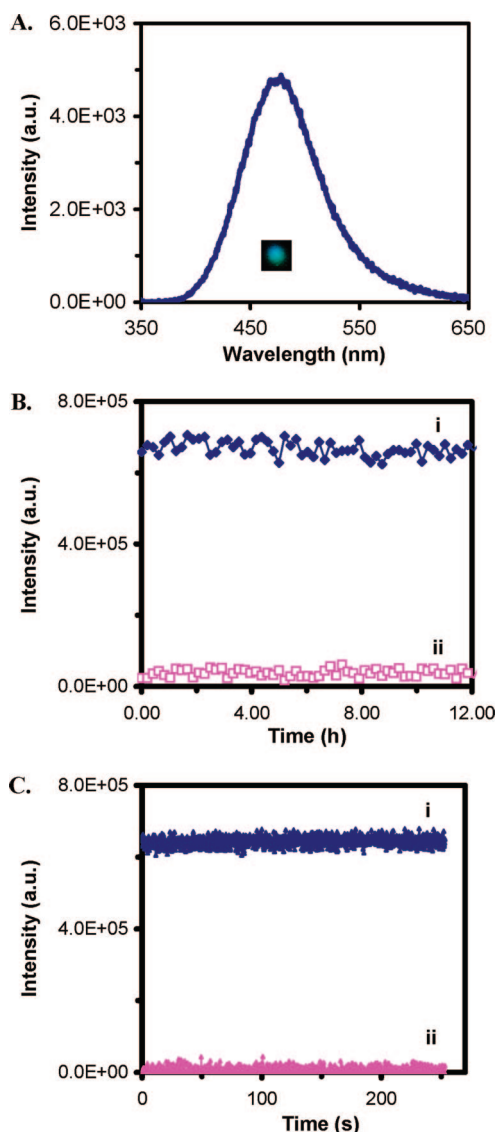 A.
6.0E+03
4.0E+03
2.0E+03
0.0E+00
Intensity (a.u.)
350 450 550 650
Wavelength (nm)
B.
8.0E+05
4.0E+05
0.0E+00
Intensity (a.u.)
i
ii
0.00 4.00 8.00 12.00
Time (h)
C.
8.0E+05
4.0E+05
0.0E+00
Intensity (a.u.)
i
ii
0 100 200
Time (s)